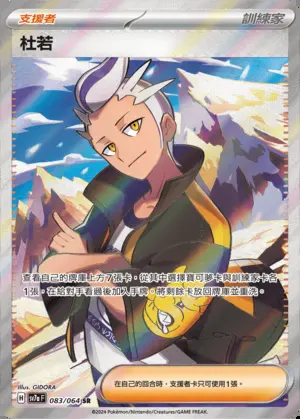 支援者
訓練家
杜若
查看自己的牌庫上方7張卡,從其中選擇寶可夢卡與訓練家卡各
1張,在給對手看過後加入手牌。將剩餘卡放回牌庫並重洗。
Illus. GIDORA
H SV7a F 083/064 SR
在自己的回合時,支援者卡只可使用1張。
©2024 Pokémon/Nintendo/Creatures/GAME FREAK.